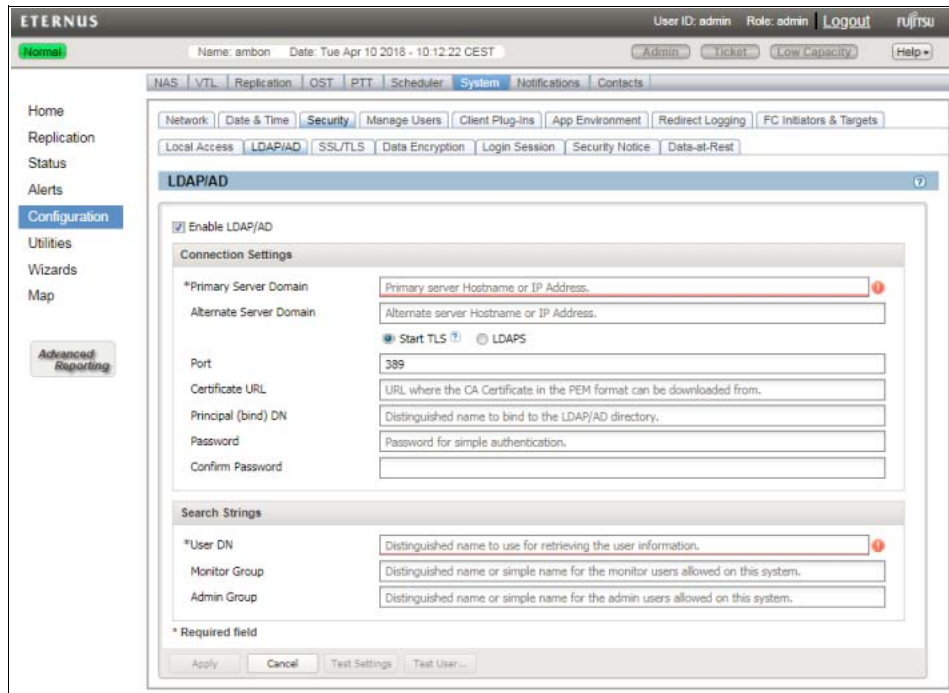 ETERNUS
User ID: admin Role: admin Logout FUJITSU
Normal Name: ambon Date: Tue Apr 10 2018 - 10:12:22 CEST Admin Ticket Low Capacity Help
NAS VTL Replication OST PTT Scheduler System Notifications Contacts
Home
Replication
Status
Alerts
Configuration
Utilities
Wizards
Map
Advanced
Reporting
Network Date & Time Security Manage Users Client Plug-Ins App Environment Redirect Logging FC Initiators & Targets
Local Access LDAP/AD SSL/TLS Data Encryption Login Session Security Notice Data-at-Rest
LDAP/AD ?
Enable LDAP/AD
Connection Settings
*Primary Server Domain Primary server Hostname or IP Address. !
Alternate Server Domain Alternate server Hostname or IP Address.
Start TLS ? LDAPS
Port 389
Certificate URL URL where the CA Certificate in the PEM format can be downloaded from.
Principal (bind) DN Distinguished name to bind to the LDAP/AD directory.
Password Password for simple authentication.
Confirm Password
Search Strings
*User DN Distinguished name to use for retrieving the user information. !
Monitor Group Distinguished name or simple name for the monitor users allowed on this system.
Admin Group Distinguished name or simple name for the admin users allowed on this system.
* Required field
Apply Cancel Test Settings Test User...